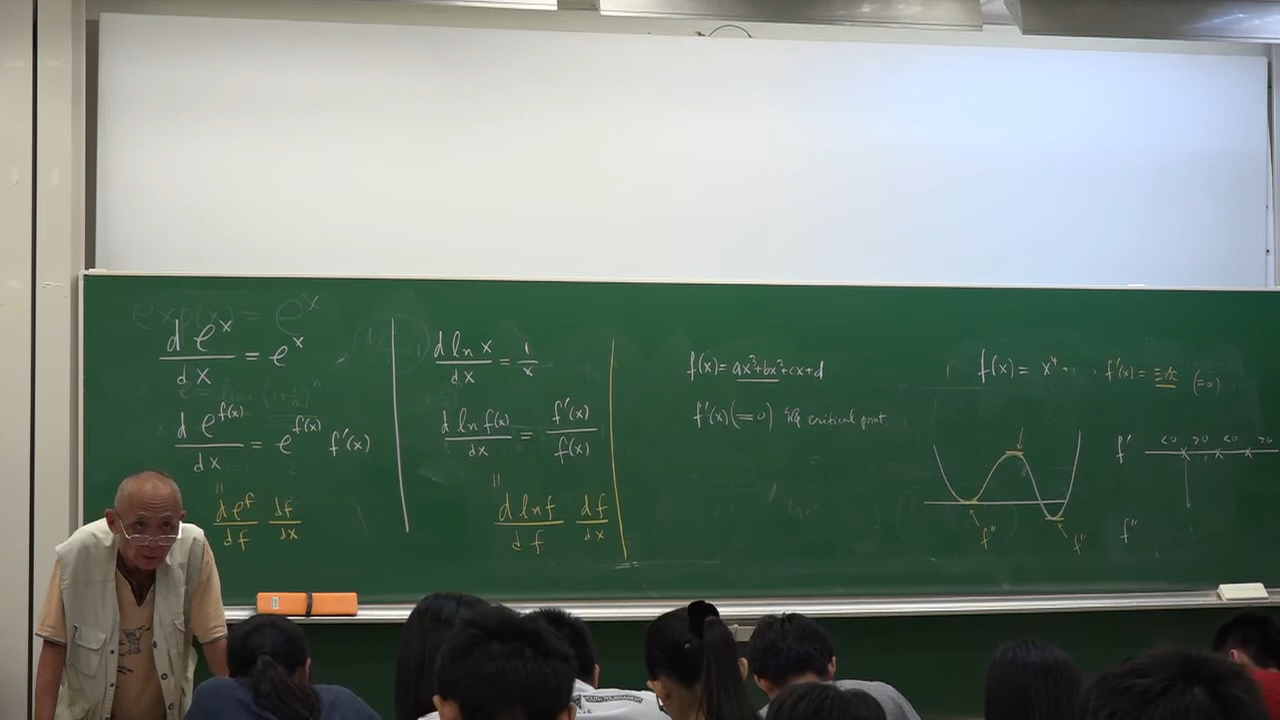 exp(x) = e^x
d e^x / dx = e^x
d e^{f(x)} / dx = e^{f(x)} f'(x)
" de^f / df df / dx
d ln x / dx = 1 / x
d ln f(x) / dx = f'(x) / f(x)
" d ln f / df df / dx
f(x) = ax³+bx²+cx+d
f'(x) (=0) critical point
f(x) = x⁴ f'(x) = 三次 (=0)
f' <0 >0 <0 >0
f'' f'
f''